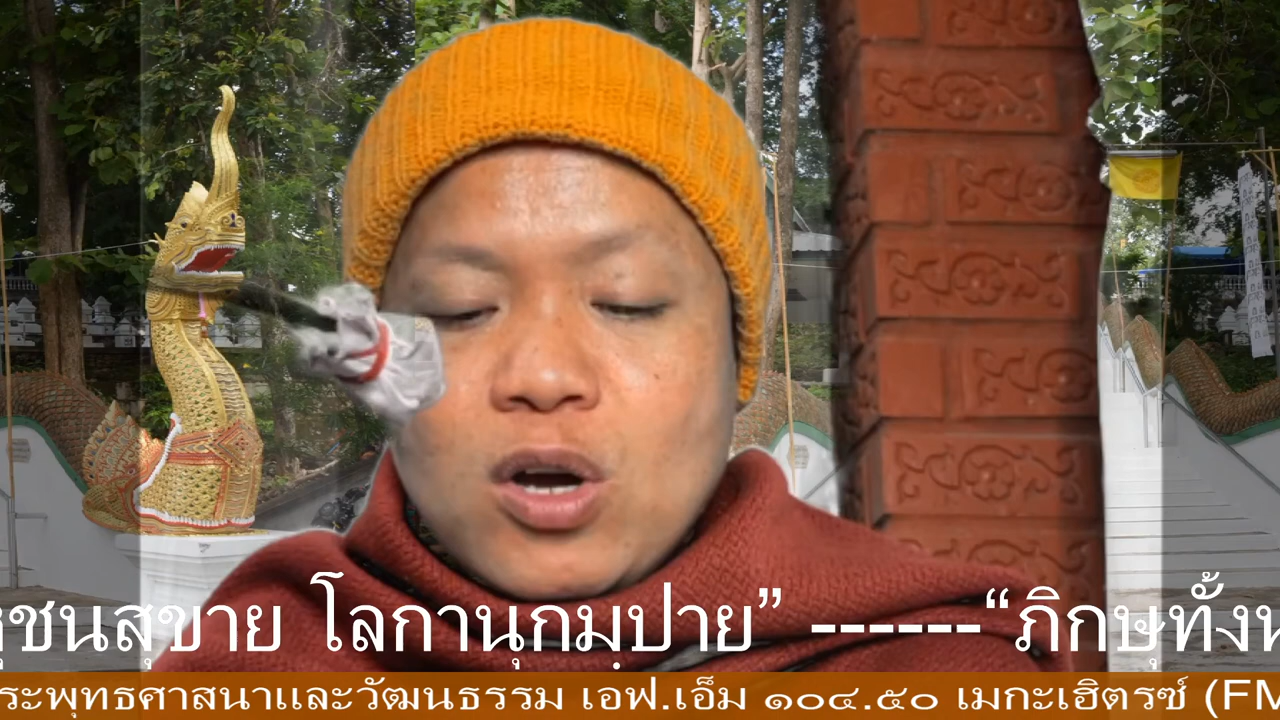 หุชนสุขาย โลกานุกมฺปาย” ------“ภิกษุทั้งห
ระพุทธศาสนาและวัฒนธรรม เอฟ.เอ็ม ๑๐๔.๕๐ เมกะเฮิตรซ์ (FM